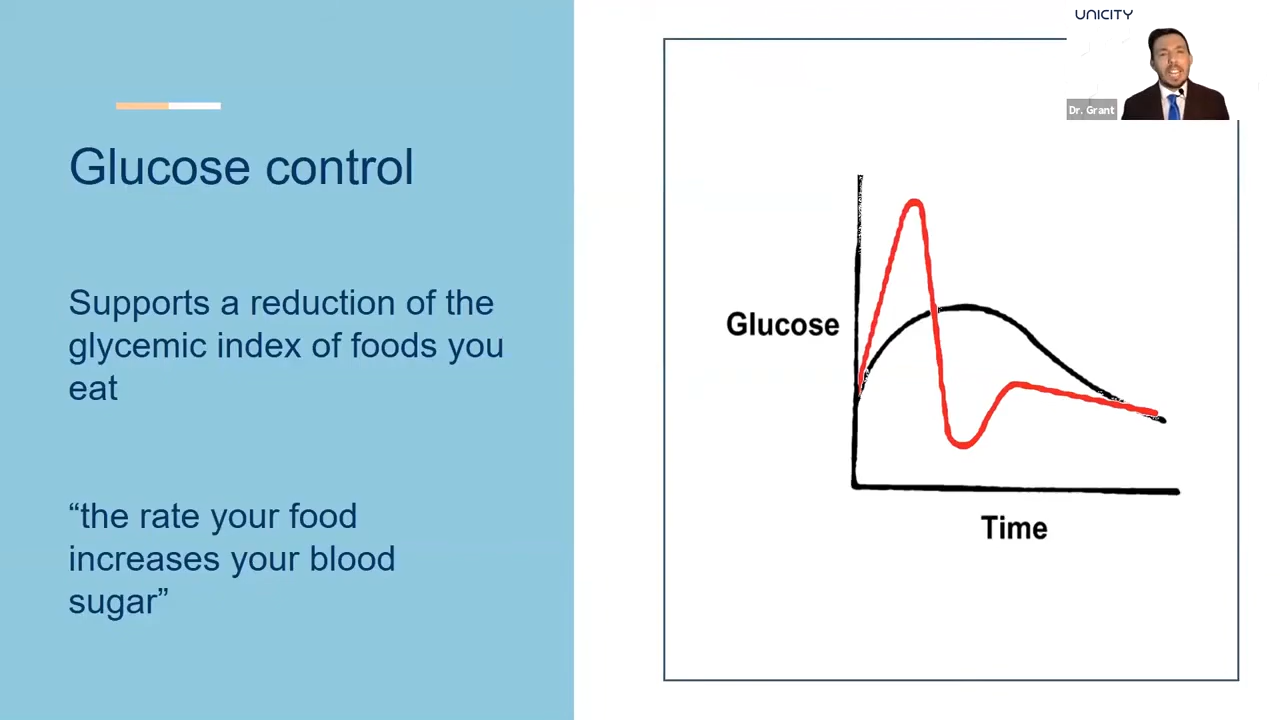 UNICITY
Dr. Grant
Glucose control
Supports a reduction of the
glycemic index of foods you
eat
“the rate your food
increases your blood
sugar”
Glucose
Time